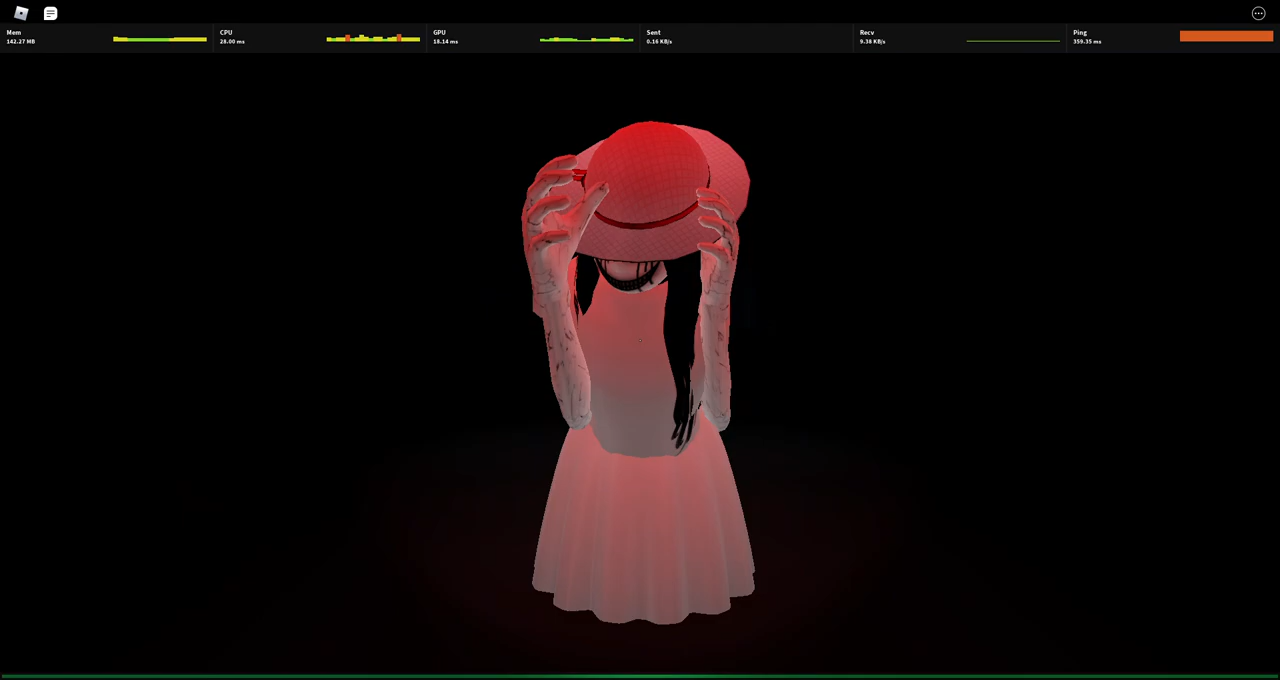 Mem
142.27 MB
CPU
28.00 ms
GPU
18.14 ms
Sent
0.16 KB/s
Recv
9.38 KB/s
Ping
359.35 ms